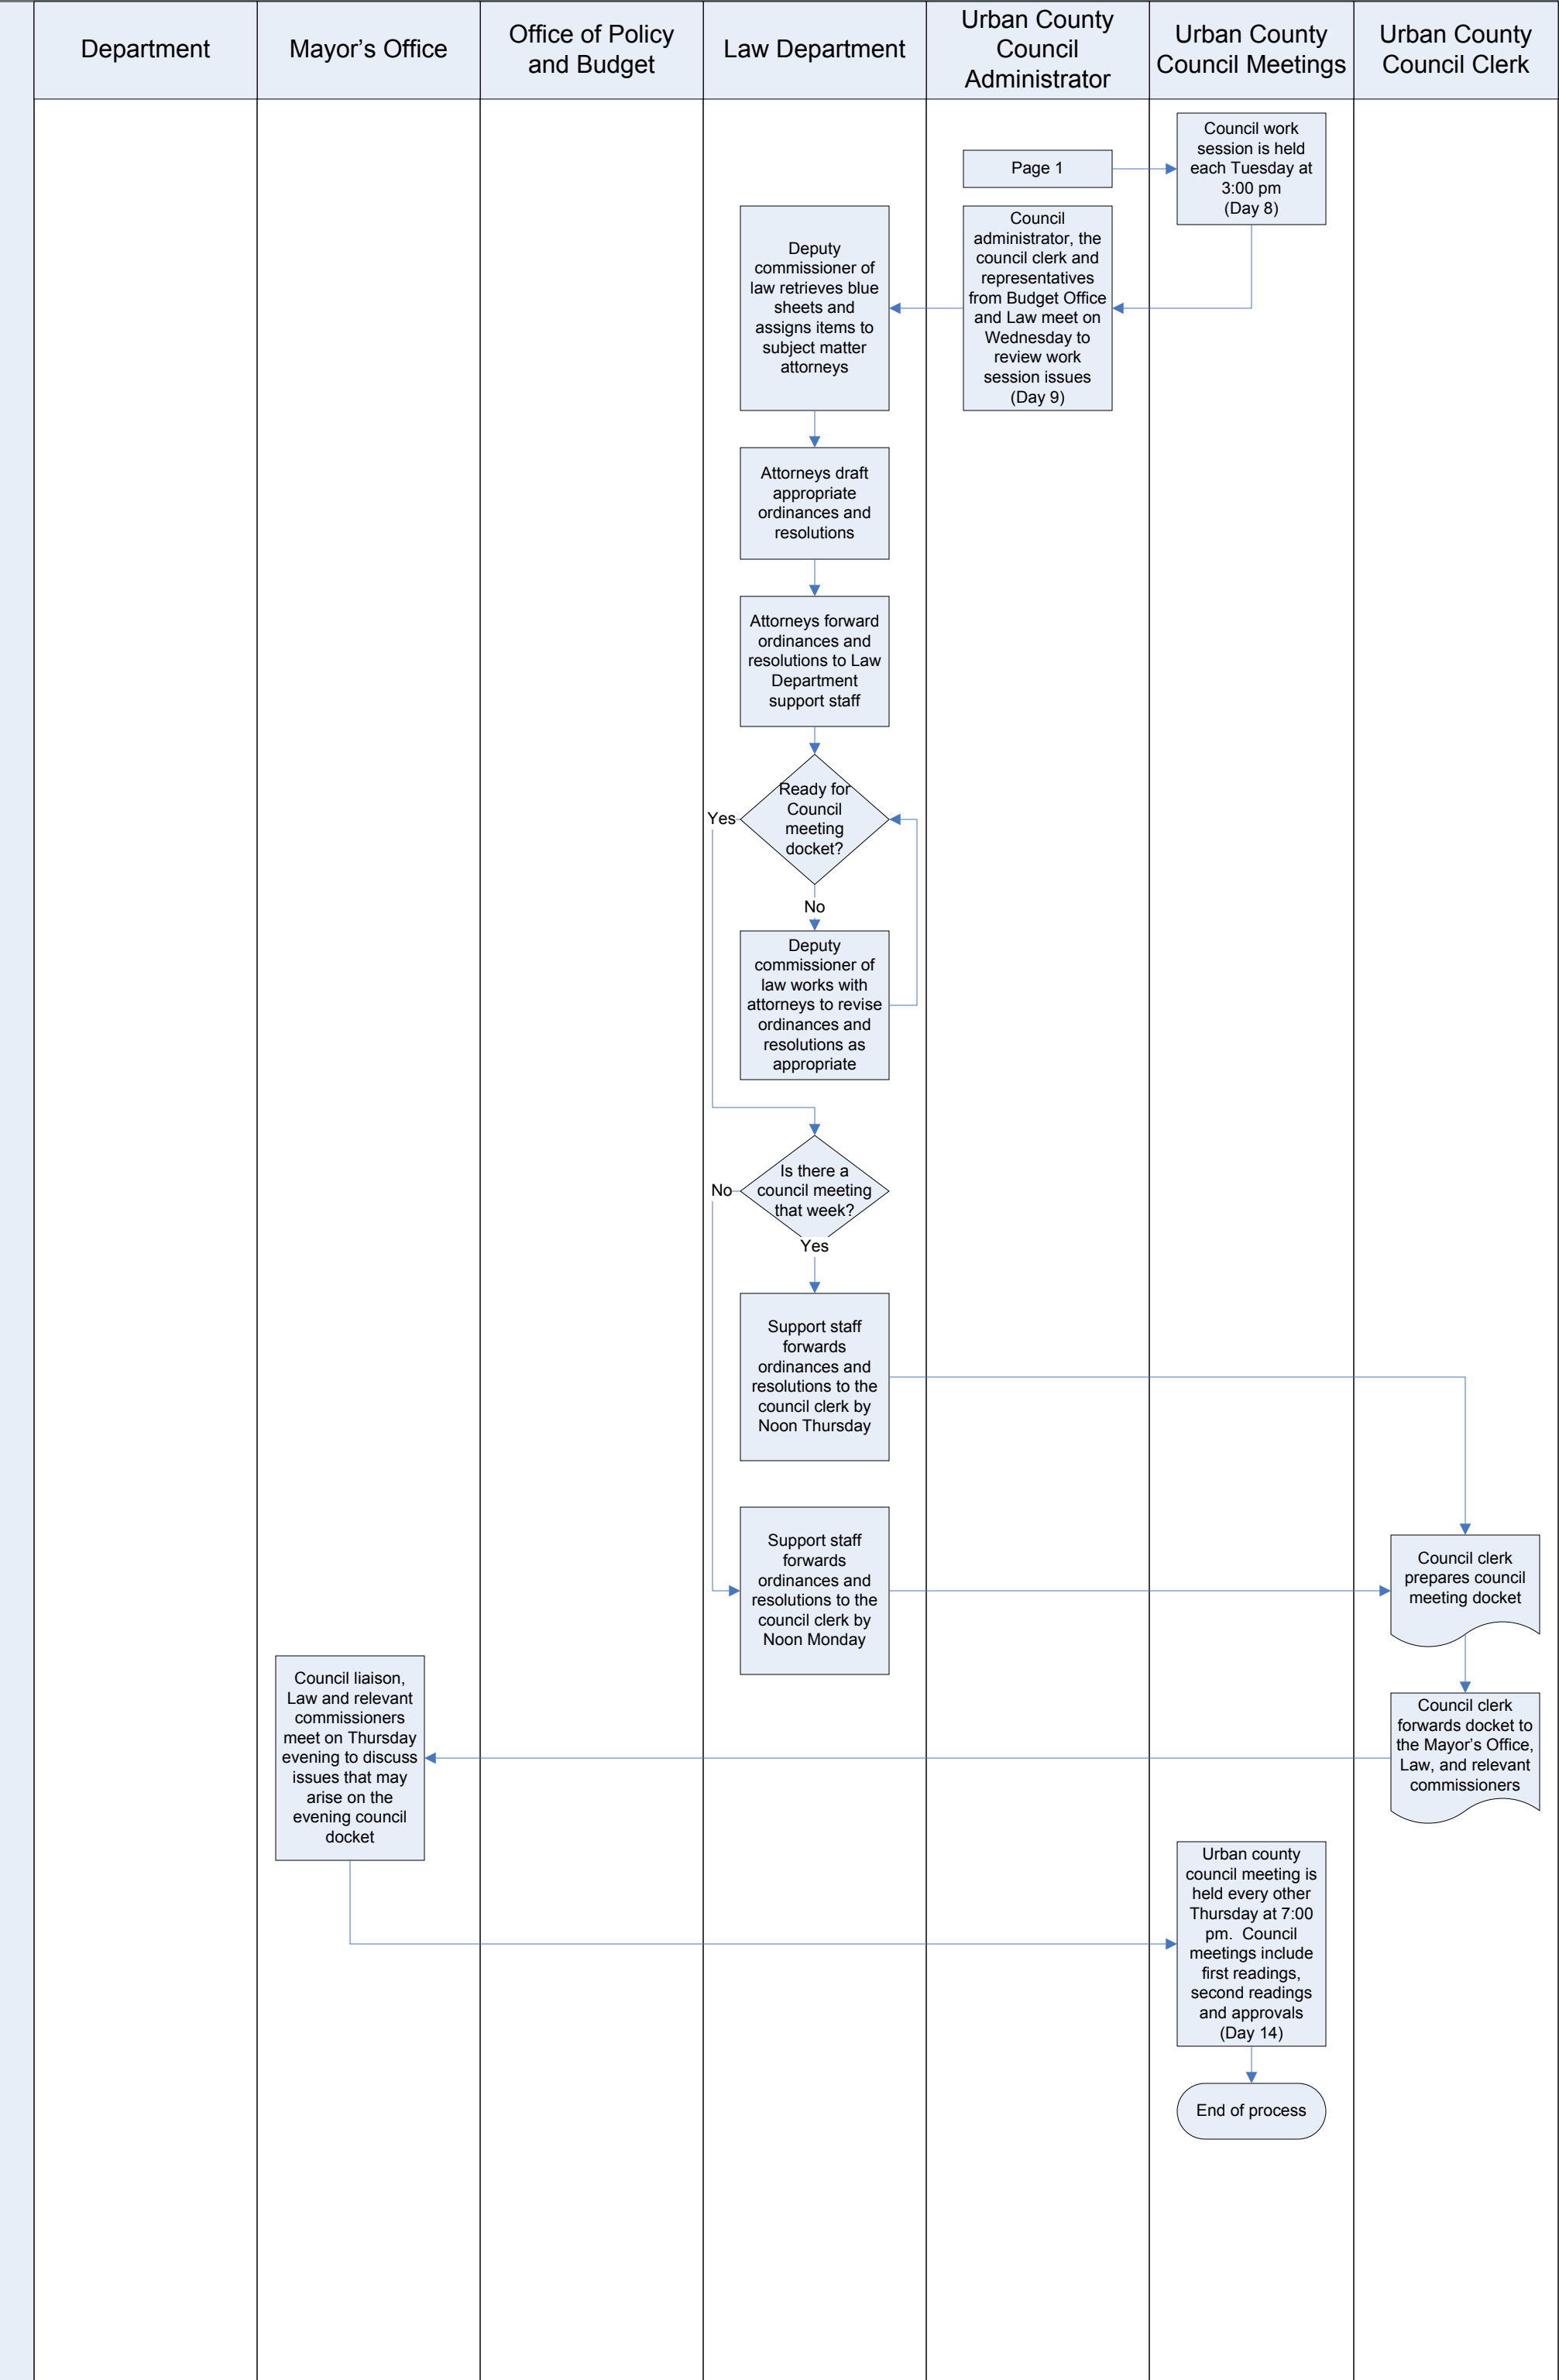 Department
Mayor's Office
Office of Policy
and Budget
Law Department
Urban County
Council
Administrator
Urban County
Council Meetings
Urban County
Council Clerk
Page 1
Council work
session is held
each Tuesday at
3:00 pm
(Day 8)
Council
administrator, the
council clerk and
representatives
from Budget Office
and Law meet on
Wednesday to
review work
session issues
(Day 9)
Deputy
commissioner of
law retrieves blue
sheets and
assigns items to
subject matter
attorneys
Attorneys draft
appropriate
ordinances and
resolutions
Attorneys forward
ordinances and
resolutions to Law
Department
support staff
Ready for
Council
meeting
docket?
Yes
No
Deputy
commissioner of
law works with
attorneys to revise
ordinances and
resolutions as
appropriate
Is there a
council meeting
that week?
No
Yes
Support staff
forwards
ordinances and
resolutions to the
council clerk by
Noon Thursday
Support staff
forwards
ordinances and
resolutions to the
council clerk by
Noon Monday
Council clerk
prepares council
meeting docket
Council clerk
forwards docket to
the Mayor's Office,
Law, and relevant
commissioners
Council liaison,
Law and relevant
commissioners
meet on Thursday
evening to discuss
issues that may
arise on the
evening council
docket
Urban county
council meeting is
held every other
Thursday at 7:00
pm.  Council
meetings include
first readings,
second readings
and approvals
(Day 14)
End of process